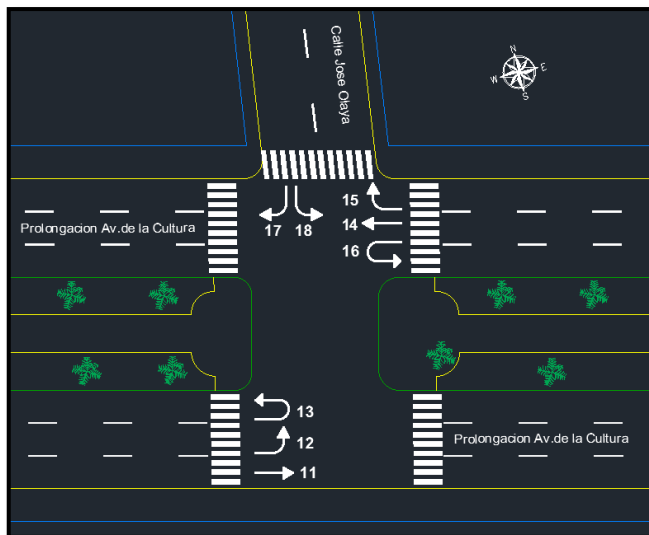 Calle Jose Olaya
N
W E
S
15
14
16
17 18
Prolongacion Av.de la Cultura
13
12
11
Prolongacion Av.de la Cultura